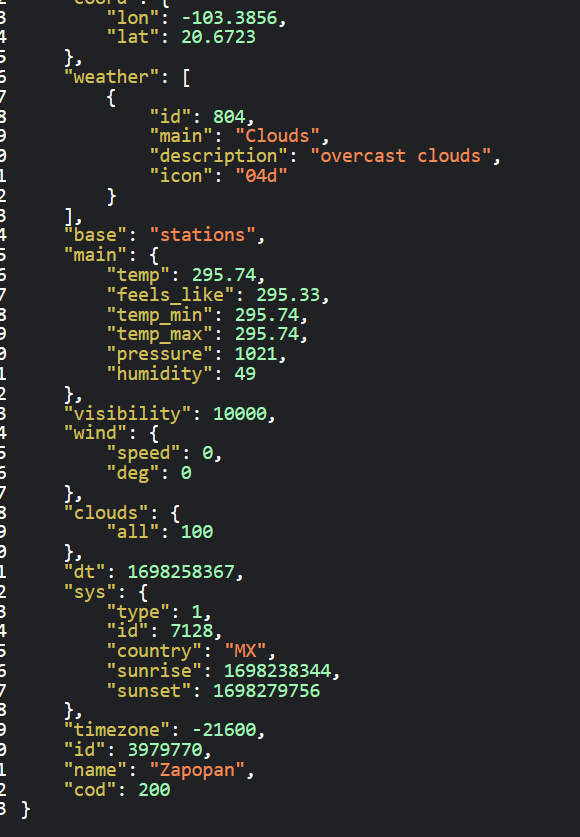 3 "lon": -103.3856,
4 "lat": 20.6723
5 },
6 "weather": [
7 {
8 "id": 804,
9 "main": "Clouds",
0 "description": "overcast clouds",
1 "icon": "04d"
2 }
3 ],
4 "base": "stations",
5 "main": {
6 "temp": 295.74,
7 "feels_like": 295.33,
8 "temp_min": 295.74,
9 "temp_max": 295.74,
0 "pressure": 1021,
1 "humidity": 49
2 },
3 "visibility": 10000,
4 "wind": {
5 "speed": 0,
6 "deg": 0
7 },
8 "clouds": {
9 "all": 100
0 },
1 "dt": 1698258367,
2 "sys": {
3 "type": 1,
4 "id": 7128,
5 "country": "MX",
6 "sunrise": 1698238344,
7 "sunset": 1698279756
8 },
9 "timezone": -21600,
0 "id": 3979770,
1 "name": "Zapopan",
2 "cod": 200
3 }